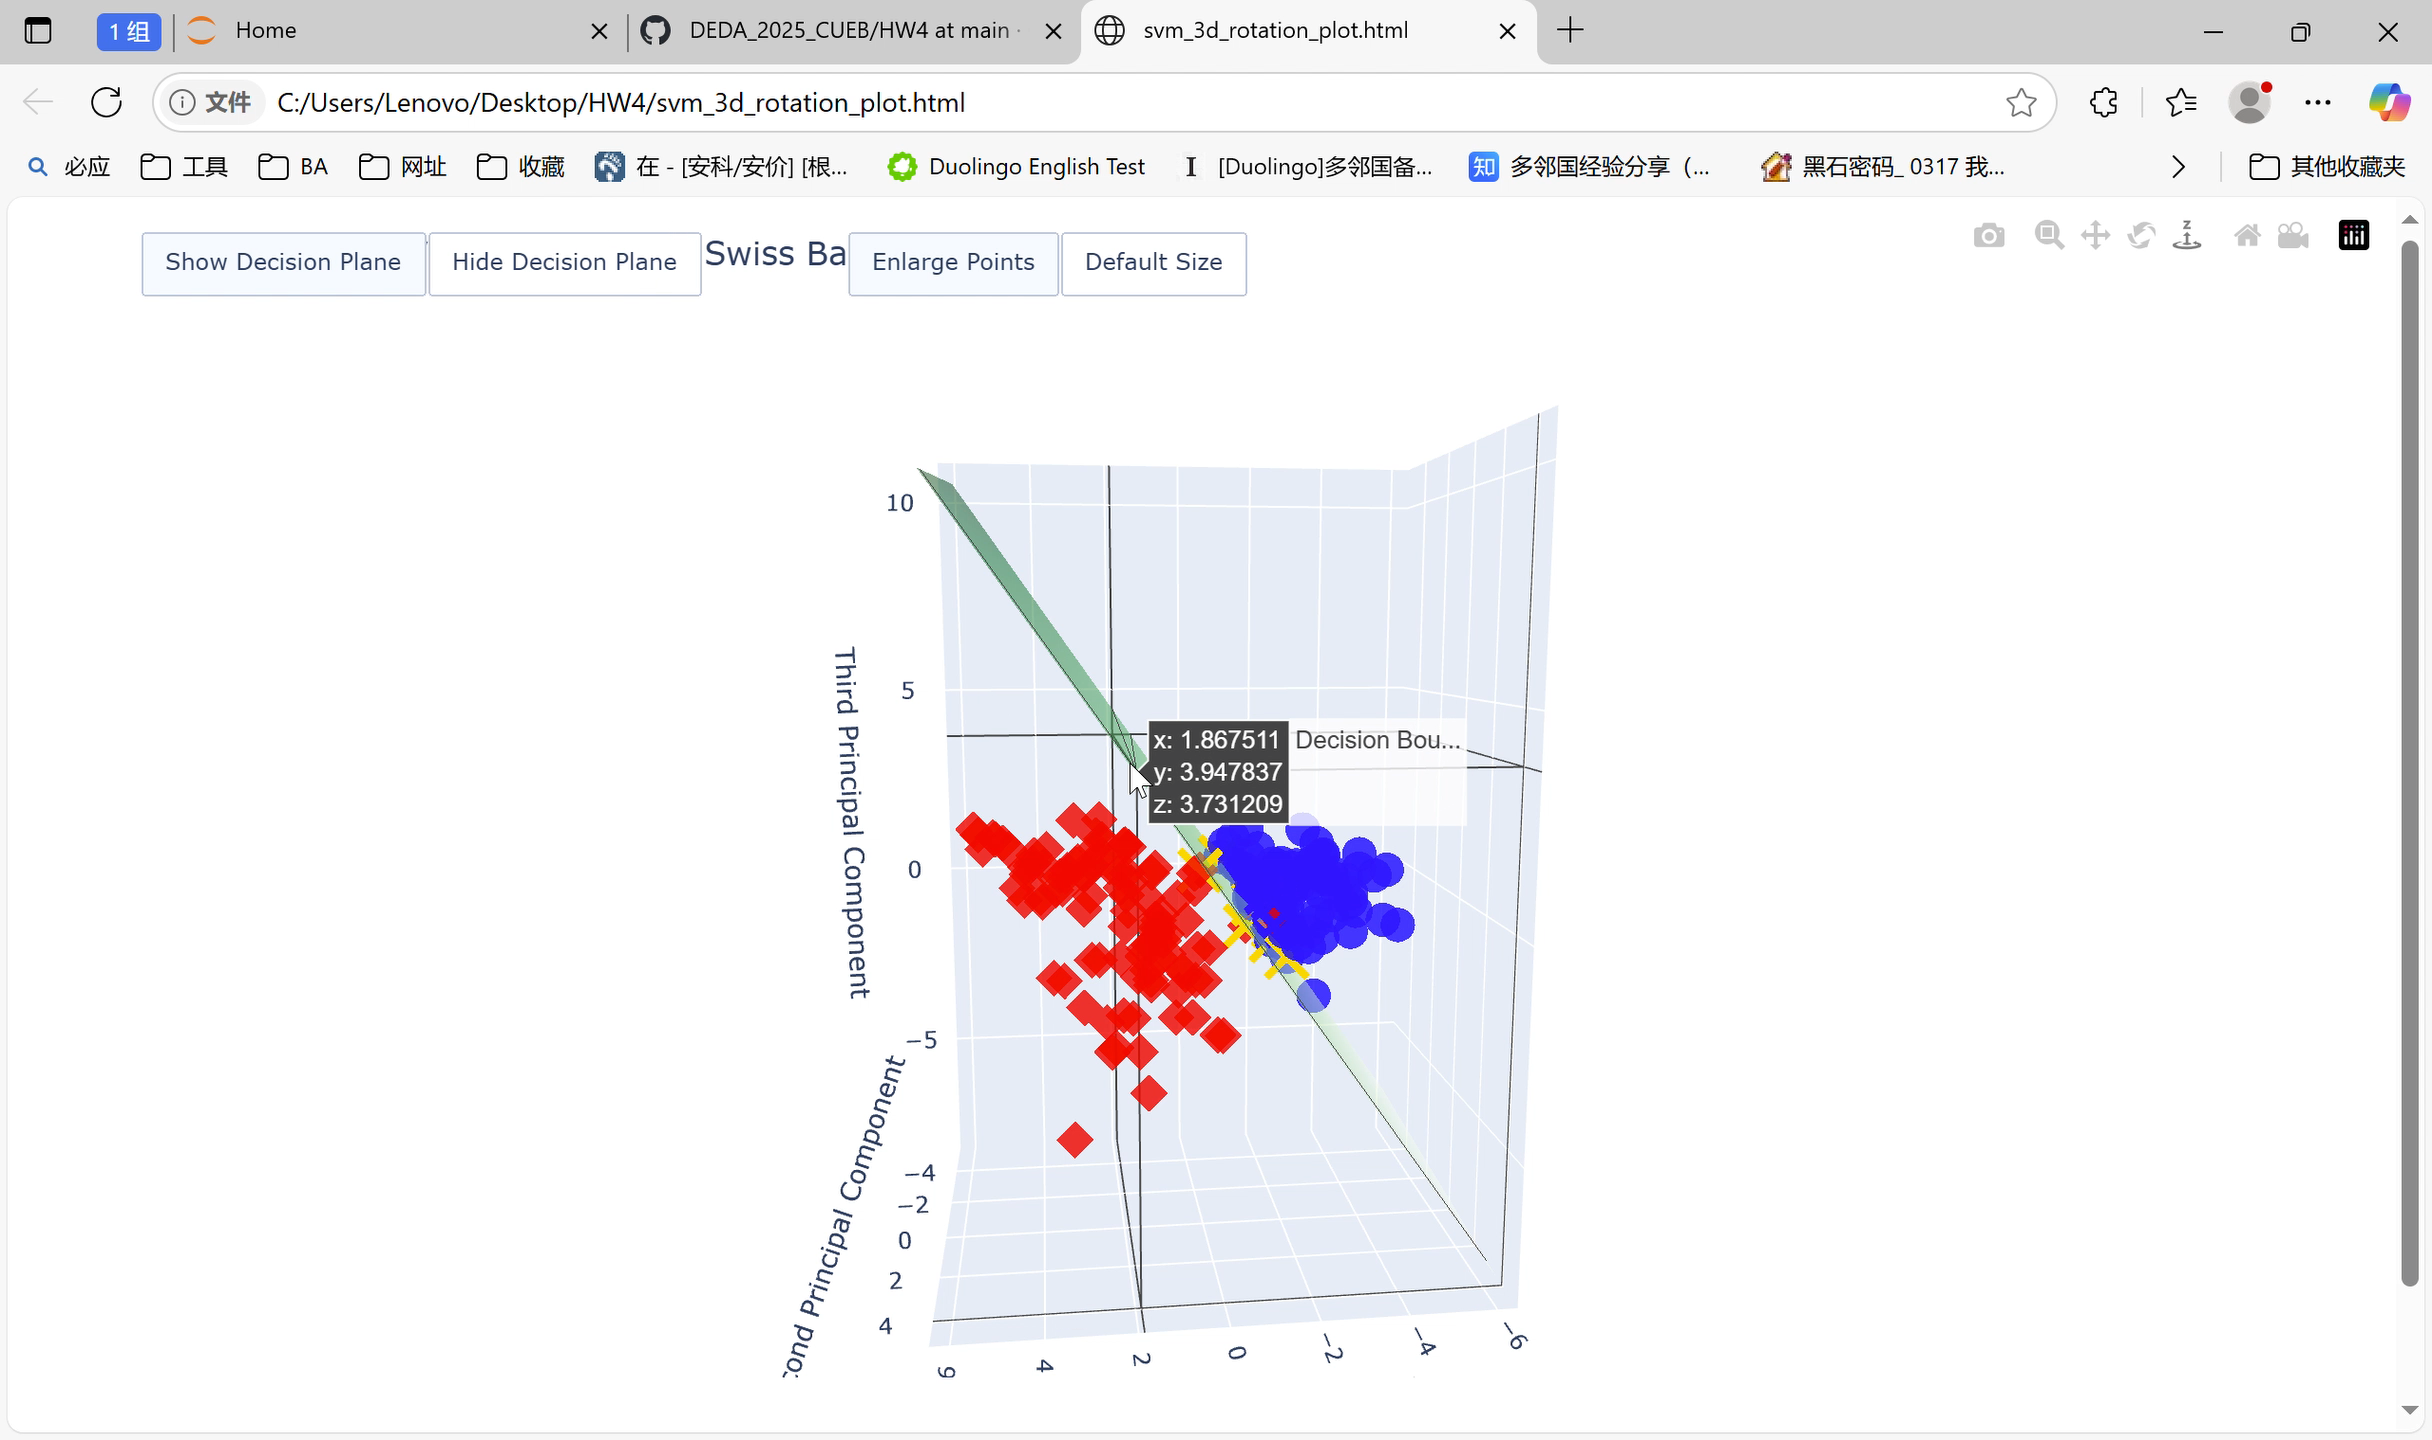 1 组
Home
DEDA_2025_CUEB/HW4 at main ·
svm_3d_rotation_plot.html
文件
C:/Users/Lenovo/Desktop/HW4/svm_3d_rotation_plot.html
必应
工具
BA
网址
收藏
在 - [安科/安价] [根...
Duolingo English Test
I
[Duolingo]多邻国备...
知
多邻国经验分享（...
黑石密码_ 0317 我...
其他收藏夹
Show Decision Plane
Hide Decision Plane
Swiss Ba
Enlarge Points
Default Size
z
10
5
0
−5
Third Principal Component
x: 1.867511
y: 3.947837
z: 3.731209
Decision Bou...
−4
−2
0
2
4
cond Principal Component
6
4
2
0
−2
−4
−6